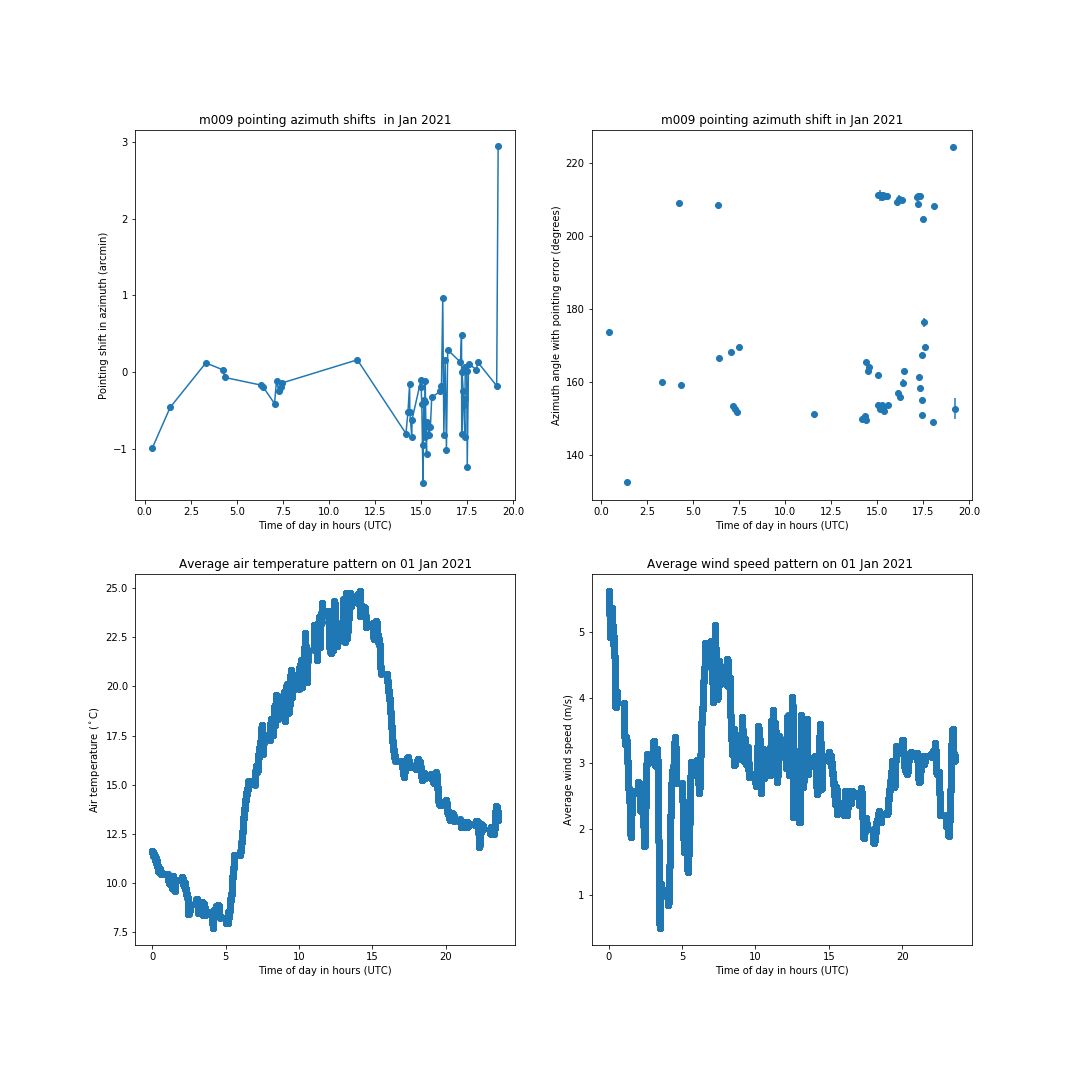 m009 pointing azimuth shifts  in Jan 2021
Pointing shift in azimuth (arcmin)
3
2
1
0
−1
0.0 2.5 5.0 7.5 10.0 12.5 15.0 17.5 20.0
Time of day in hours (UTC)
m009 pointing azimuth shift in Jan 2021
Azimuth angle with pointing error (degrees)
220
200
180
160
140
0.0 2.5 5.0 7.5 10.0 12.5 15.0 17.5 20.0
Time of day in hours (UTC)
Average air temperature pattern on 01 Jan 2021
Air temperature (°C)
25.0
22.5
20.0
17.5
15.0
12.5
10.0
7.5
0 5 10 15 20
Time of day in hours (UTC)
Average wind speed pattern on 01 Jan 2021
Average wind speed (m/s)
5
4
3
2
1
0 5 10 15 20
Time of day in hours (UTC)